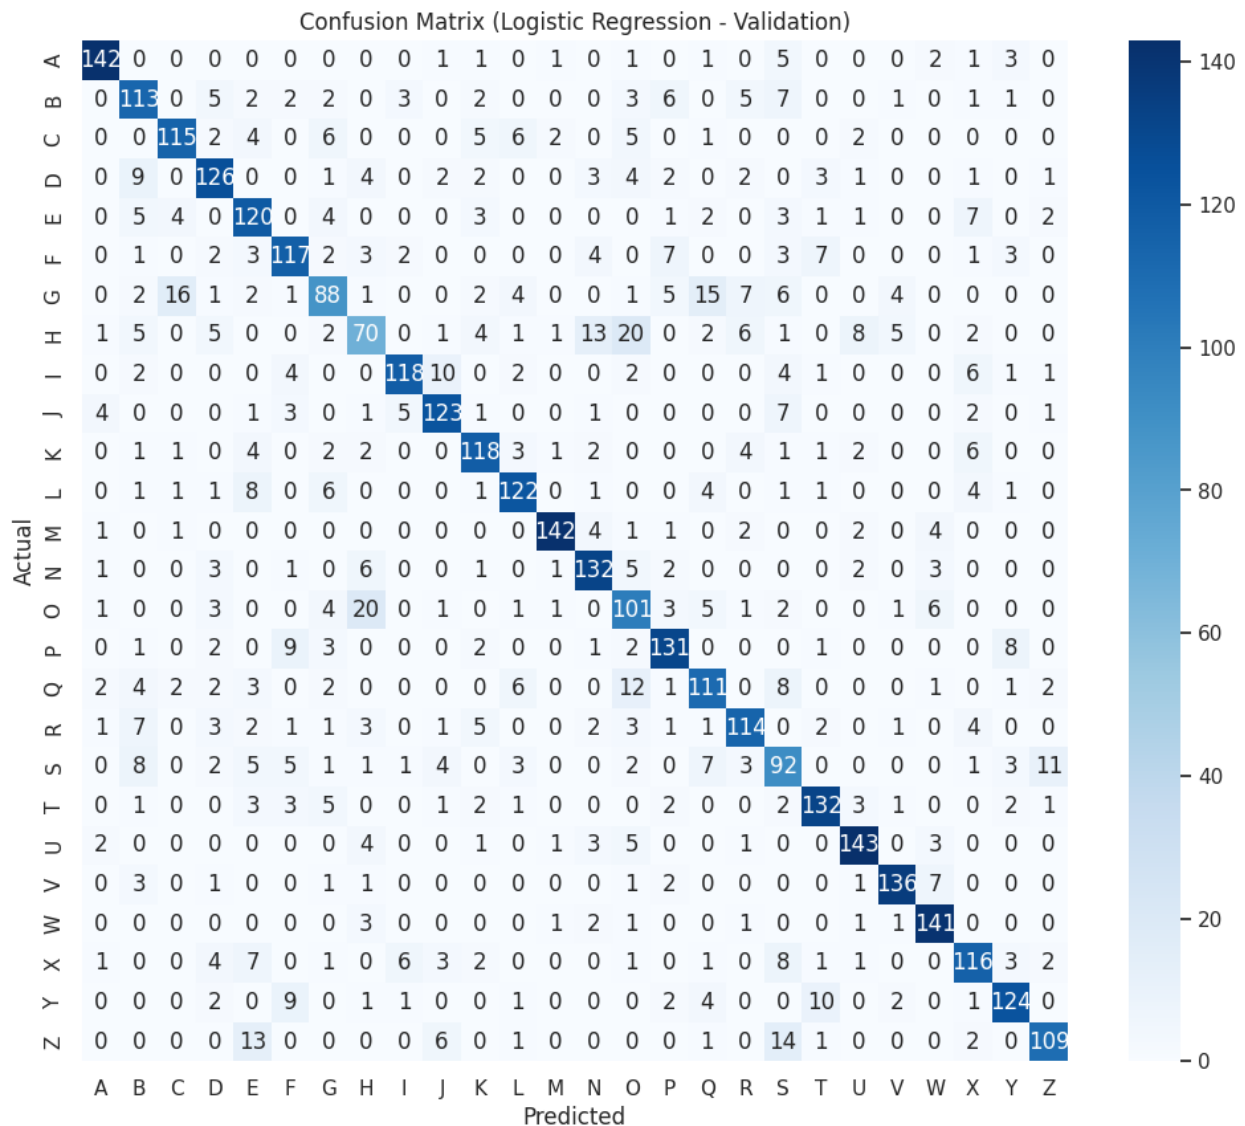 Confusion Matrix (Logistic Regression - Validation)
A 142 0 0 0 0 0 0 0 0 1 1 0 1 0 1 0 1 0 5 0 0 0 2 1 3 0 140
B 0 113 0 5 2 2 2 0 3 0 2 0 0 0 3 6 0 5 7 0 0 1 0 1 1 0
C 0 0 115 2 4 0 6 0 0 0 5 6 2 0 5 0 1 0 0 0 2 0 0 0 0 0
D 0 9 0 126 0 0 1 4 0 2 2 0 0 3 4 2 0 2 0 3 1 0 0 1 0 1
E 0 5 4 0 120 0 4 0 0 0 3 0 0 0 0 1 2 0 3 1 1 0 0 7 0 2 120
F 0 1 0 2 3 117 2 3 2 0 0 0 0 4 0 7 0 0 3 7 0 0 0 1 3 0
G 0 2 16 1 2 1 88 1 0 0 2 4 0 0 1 5 15 7 6 0 0 4 0 0 0 0
H 1 5 0 5 0 0 2 70 0 1 4 1 1 13 20 0 2 6 1 0 8 5 0 2 0 0 100
I 0 2 0 0 0 4 0 0 118 10 0 2 0 0 2 0 0 0 4 1 0 0 0 6 1 1
J 4 0 0 0 1 3 0 1 5 123 1 0 0 1 0 0 0 0 7 0 0 0 0 2 0 1
K 0 1 1 0 4 0 2 2 0 0 118 3 1 2 0 0 0 4 1 1 2 0 0 6 0 0
L 0 1 1 1 8 0 6 0 0 0 1 122 0 1 0 0 4 0 1 1 0 0 0 4 1 0 80
M 1 0 1 0 0 0 0 0 0 0 0 0 142 4 1 1 0 2 0 0 2 0 4 0 0 0
N 1 0 0 3 0 1 0 6 0 0 1 0 1 132 5 2 0 0 0 0 2 0 3 0 0 0
O 1 0 0 3 0 0 4 20 0 1 0 1 1 0 101 3 5 1 2 0 0 1 6 0 0 0 60
P 0 1 0 2 0 9 3 0 0 0 2 0 0 1 2 131 0 0 0 1 0 0 0 0 8 0
Q 2 4 2 2 3 0 2 0 0 0 0 6 0 0 12 1 111 0 8 0 0 0 1 0 1 2
R 1 7 0 3 2 1 1 3 0 1 5 0 0 2 3 1 1 114 0 2 0 1 0 4 0 0
S 0 8 0 2 5 5 1 1 1 4 0 3 0 0 2 0 7 3 92 0 0 0 0 1 3 11 40
T 0 1 0 0 3 3 5 0 0 1 2 1 0 0 0 2 0 0 2 132 3 1 0 0 2 1
U 2 0 0 0 0 0 0 4 0 0 1 0 1 3 5 0 0 1 0 0 143 0 3 0 0 0
V 0 3 0 1 0 0 1 1 0 0 0 0 0 0 1 2 0 0 0 0 1 136 7 0 0 0
W 0 0 0 0 0 0 0 3 0 0 0 0 1 2 1 0 0 1 0 0 1 1 141 0 0 0 20
X 1 0 0 4 7 0 1 0 6 3 2 0 0 0 1 0 1 0 8 1 1 0 0 116 3 2
Y 0 0 0 2 0 9 0 1 1 0 0 1 0 0 0 2 4 0 0 10 0 2 0 1 124 0
Z 0 0 0 0 13 0 0 0 0 6 0 1 0 0 0 0 1 0 14 1 0 0 0 2 0 109 0
A B C D E F G H I J K L M N O P Q R S T U V W X Y Z
Predicted
Actual